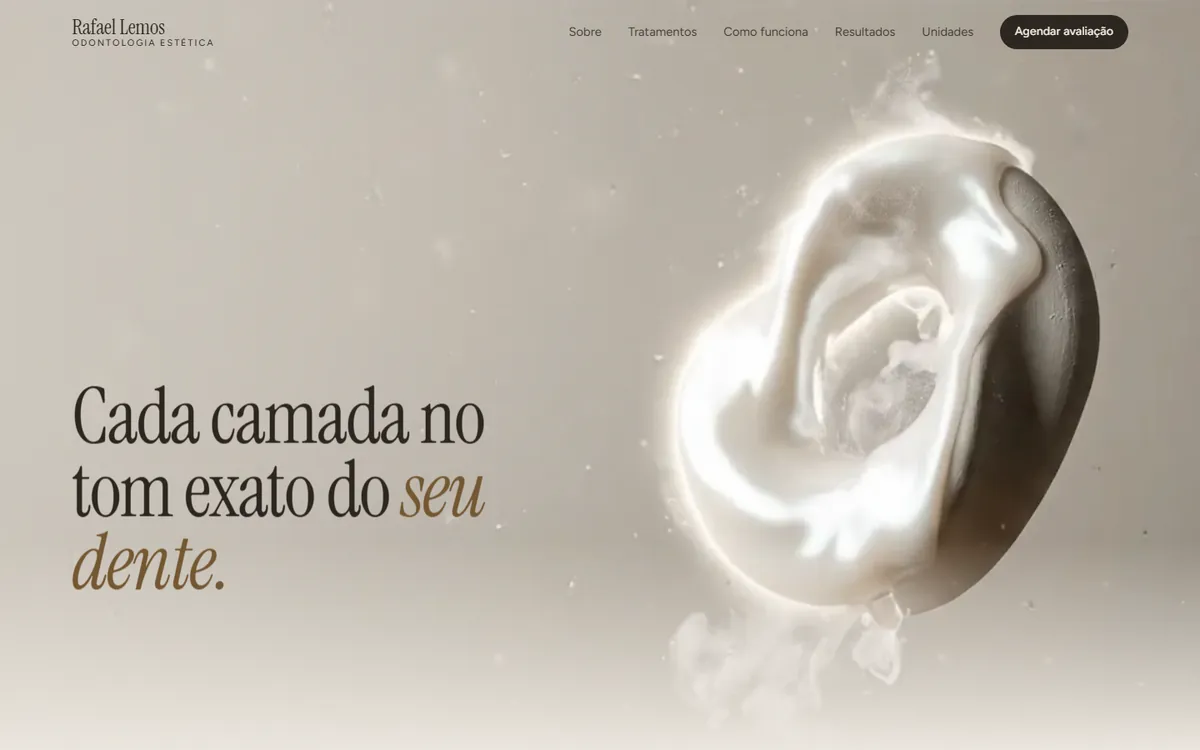 Rafael Lemos
ODONTOLOGIA ESTÉTICA
Sobre
Tratamentos
Como funciona
Resultados
Unidades
Agendar avaliação
Cada camada no
tom exato do seu
dente.